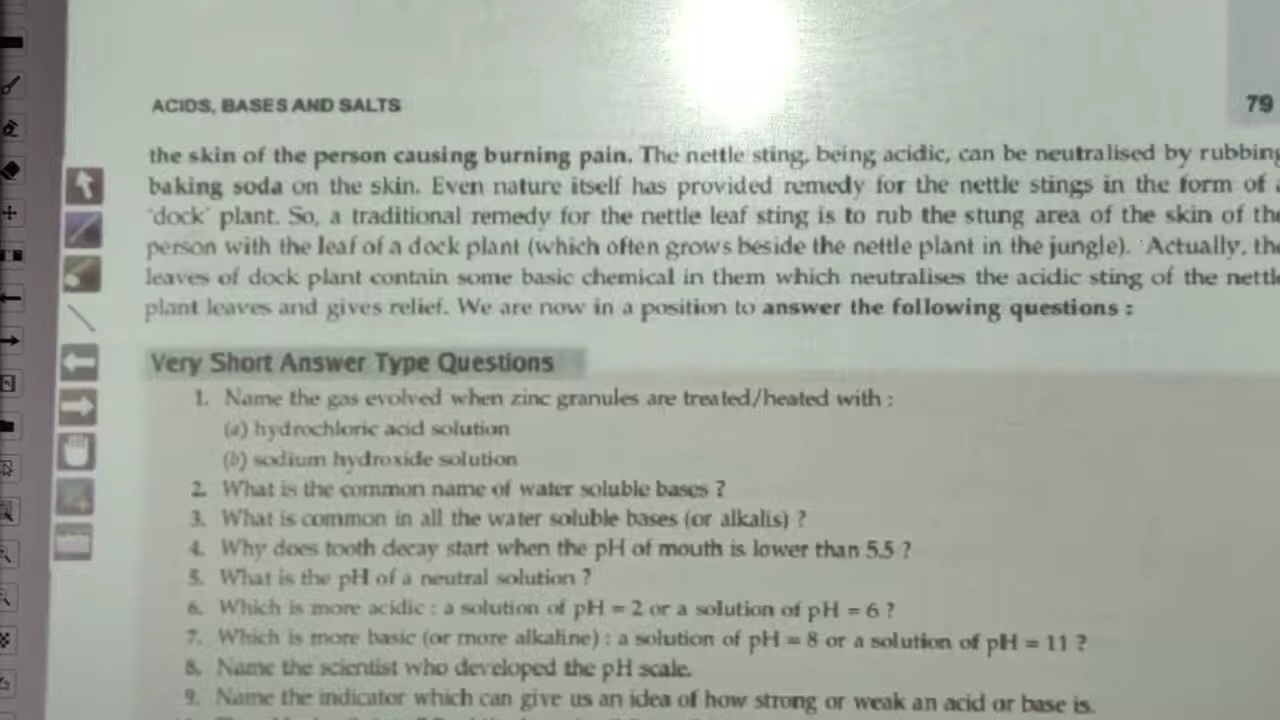 ACIDS, BASES AND SALTS
79
the skin of the person causing burning pain. The nettle sting, being acidic, can be neutralised by rubbing
baking soda on the skin. Even nature itself has provided remedy for the nettle stings in the form of a
'dock' plant. So, a traditional remedy for the nettle leaf sting is to rub the stung area of the skin of the
person with the leaf of a dock plant (which often grows beside the nettle plant in the jungle). Actually, the
leaves of dock plant contain some basic chemical in them which neutralises the acidic sting of the nettle
plant leaves and gives relief. We are now in a position to answer the following questions :
Very Short Answer Type Questions
1. Name the gas evolved when zinc granules are treated/heated with :
(a) hydrochloric acid solution
(b) sodium hydroxide solution
2. What is the common name of water soluble bases ?
3. What is common in all the water soluble bases (or alkalis) ?
4. Why does tooth decay start when the pH of mouth is lower than 5.5 ?
5. What is the pH of a neutral solution ?
6. Which is more acidic : a solution of pH = 2 or a solution of pH = 6 ?
7. Which is more basic (or more alkaline) : a solution of pH = 8 or a solution of pH = 11 ?
8. Name the scientist who developed the pH scale.
9. Name the indicator which can give us an idea of how strong or weak an acid or base is.